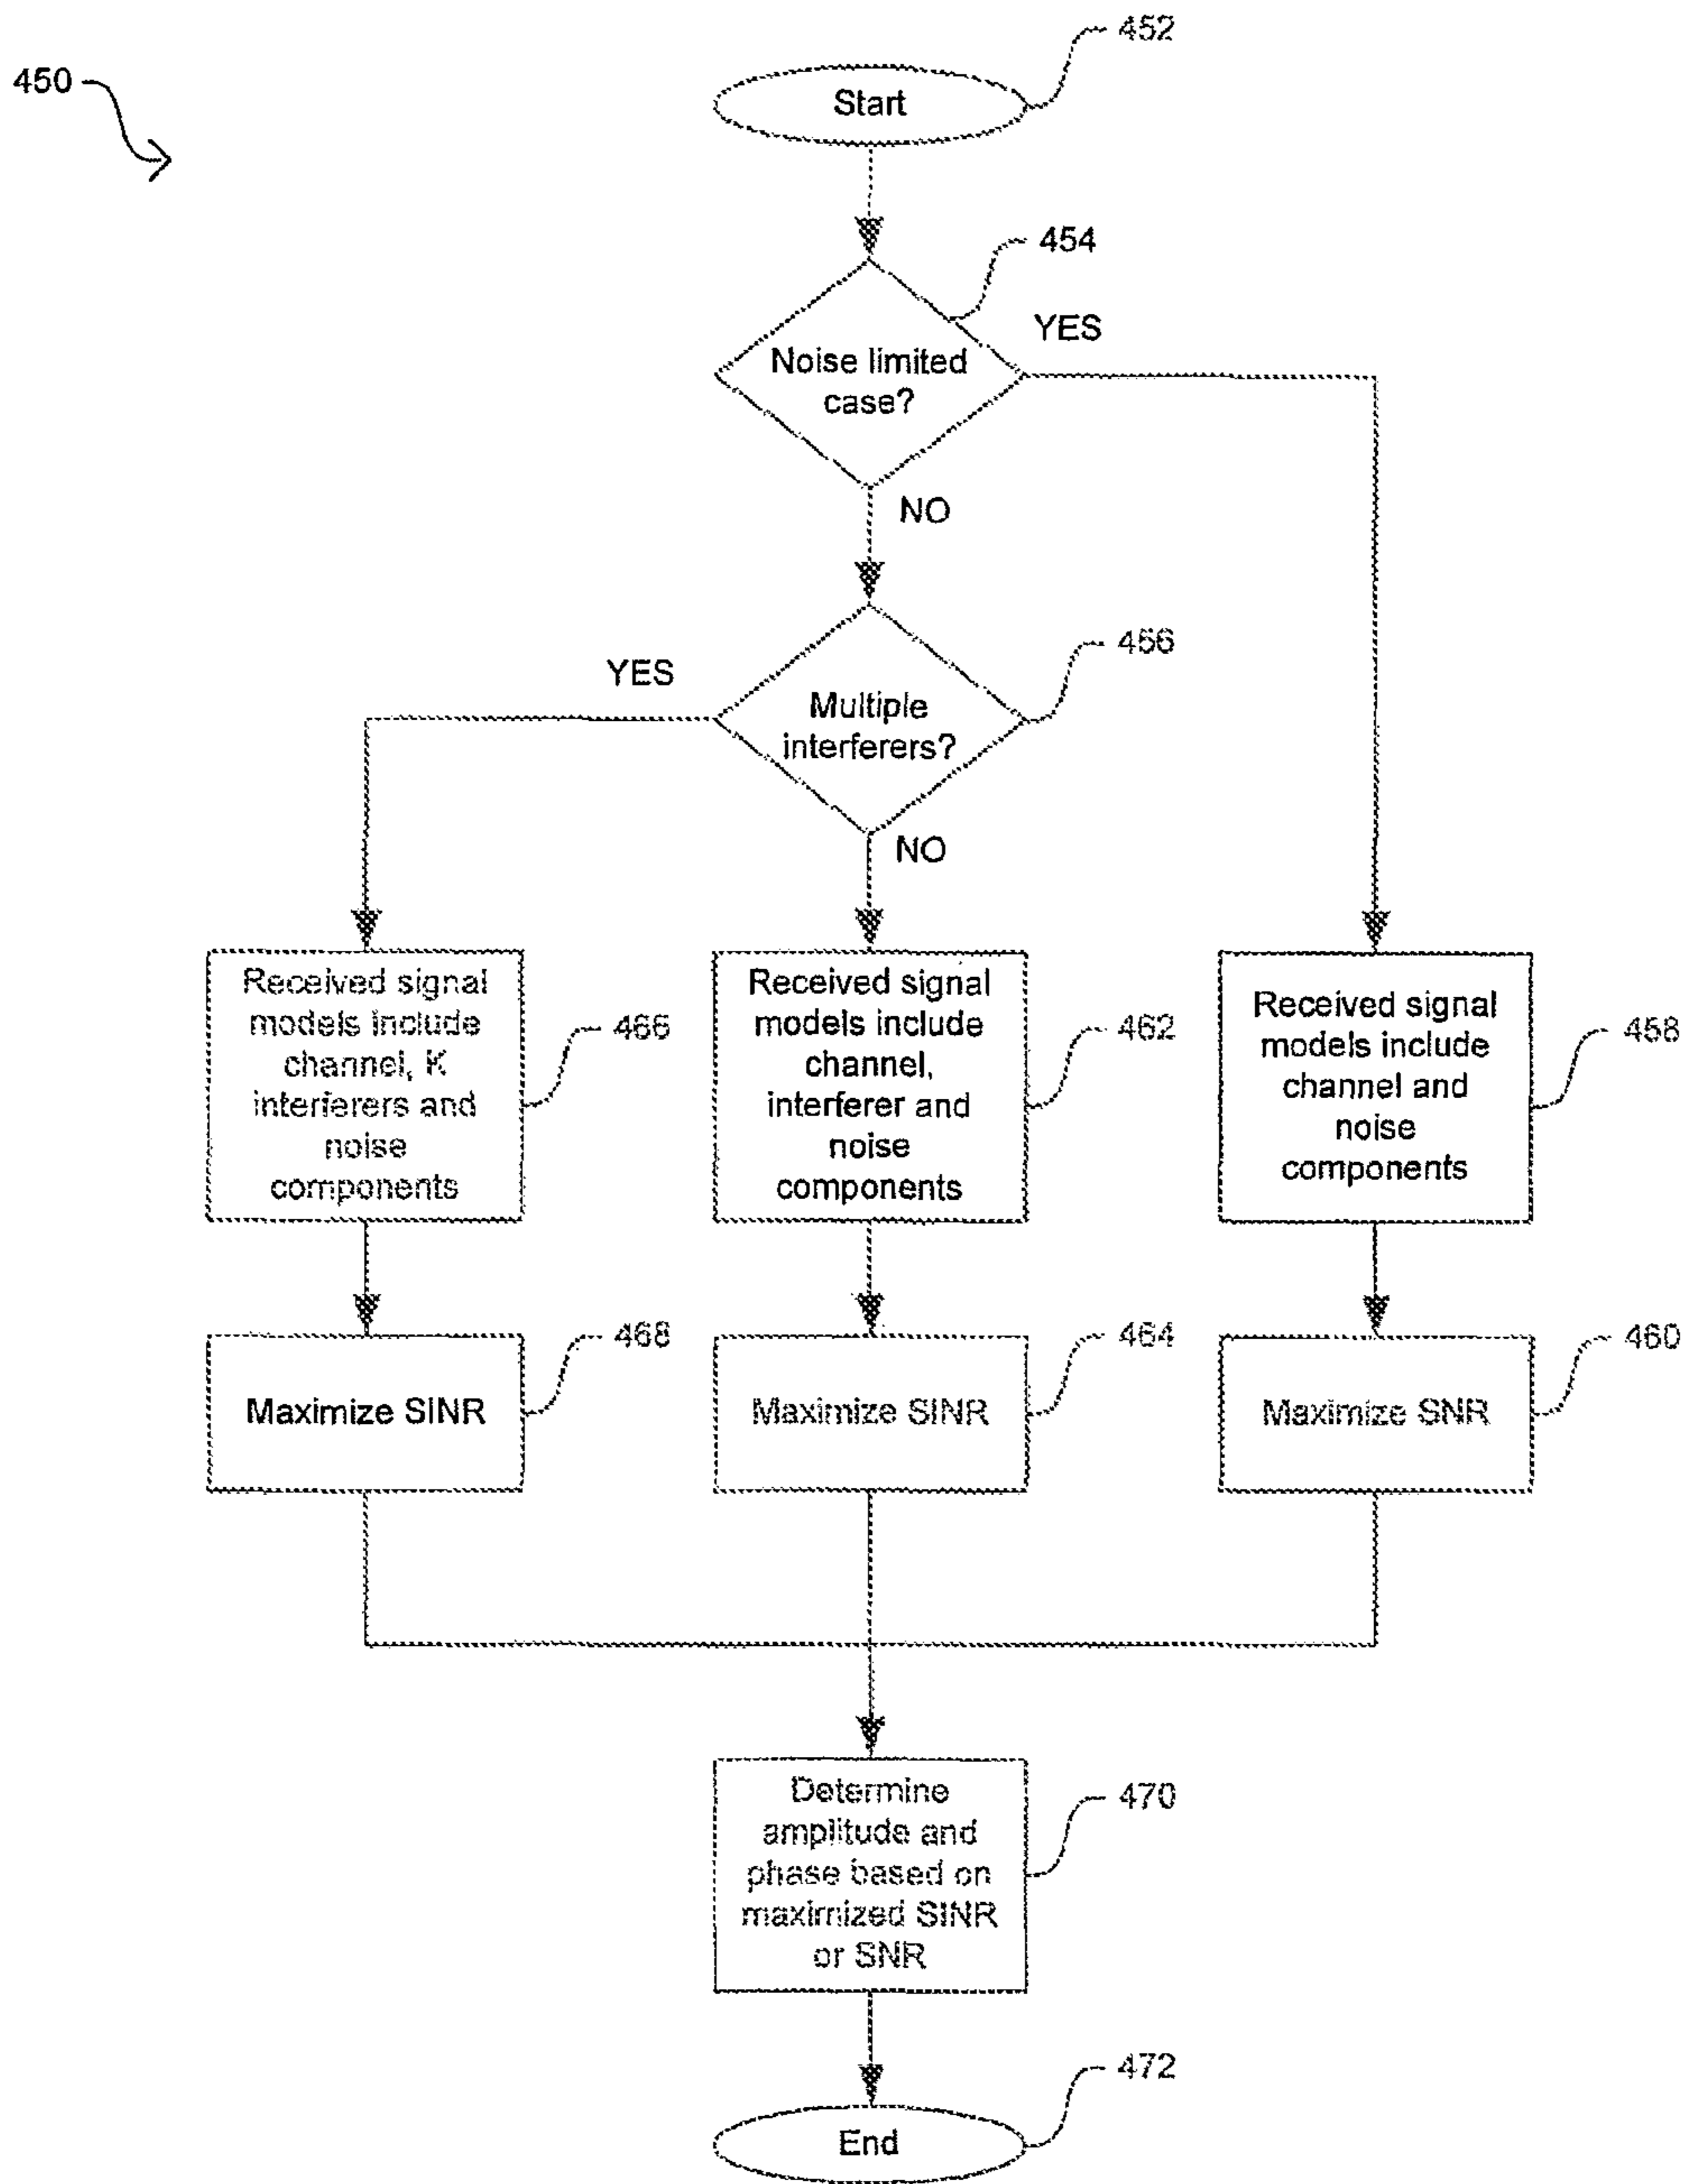 452
450
Start
454
YES
Noise limited
case?
NO
456
YES
Multiple
interferers?
NO
Received signal
models include
channel, K
interferers and
noise
components
466
Received signal
models include
channel,
interferer and
noise
components
462
Received signal
models include
channel and
noise
components
458
468
464
460
Maximize SINR
Maximize SINR
Maximize SNR
Determine
amplitude and
phase based on
maximized SINR
or SNR
470
472
End